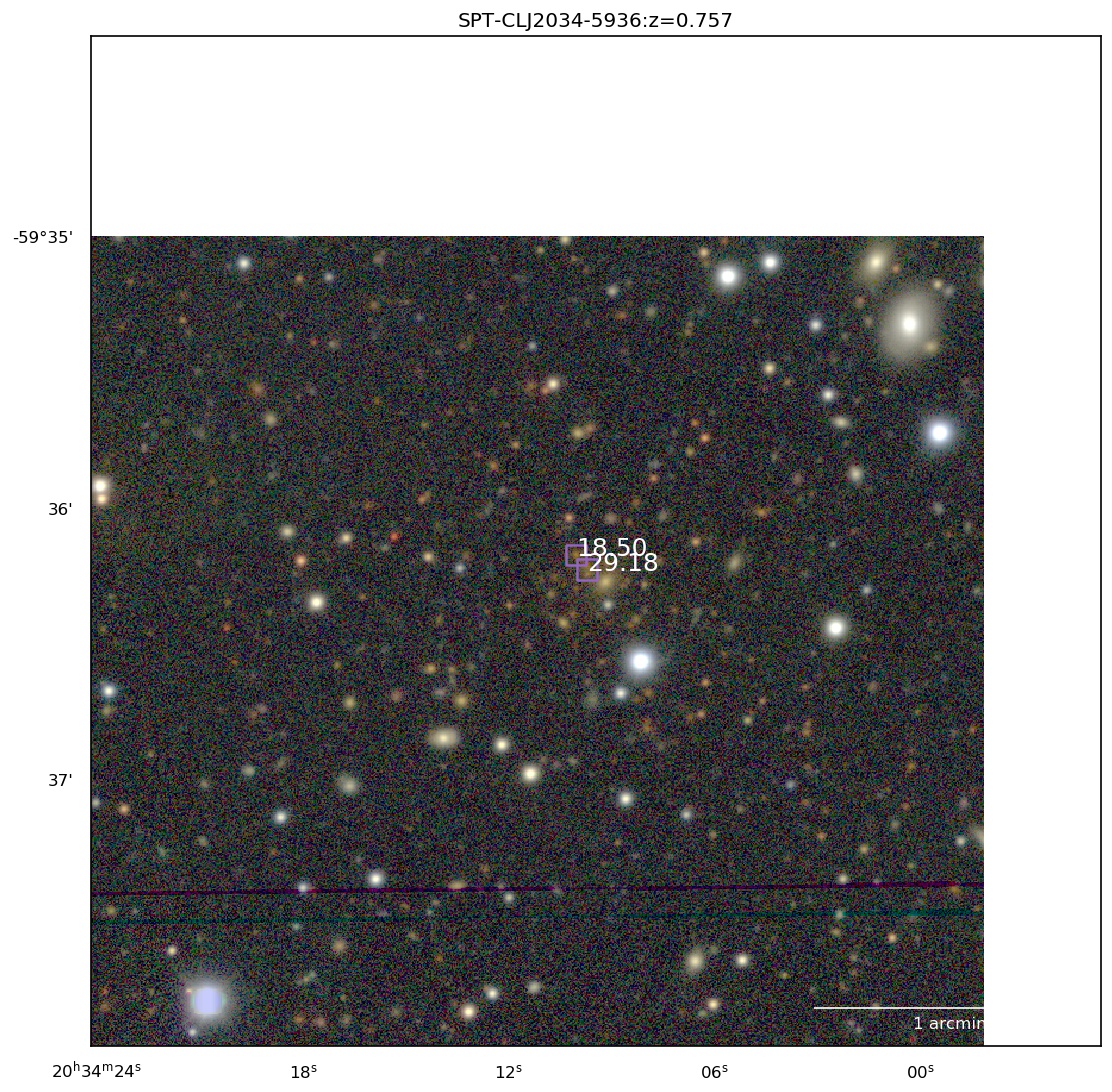 SPT-CLJ2034-5936:z=0.757
-59°35'
36'
18.50
29.18
37'
1 arcmin
20ʰ34ᵐ24ˢ 18ˢ 12ˢ 06ˢ 00ˢ